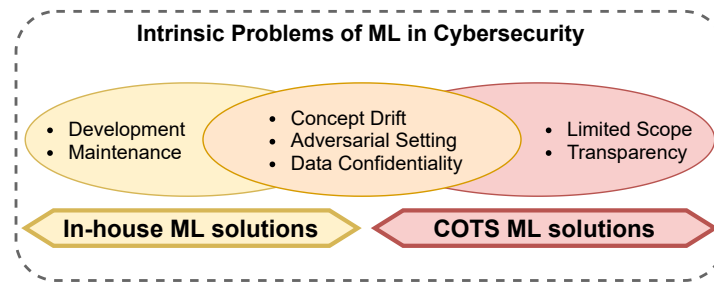 Intrinsic Problems of ML in Cybersecurity
• Development
• Maintenance
• Concept Drift
• Adversarial Setting
• Data Confidentiality
• Limited Scope
• Transparency
In-house ML solutions
COTS ML solutions